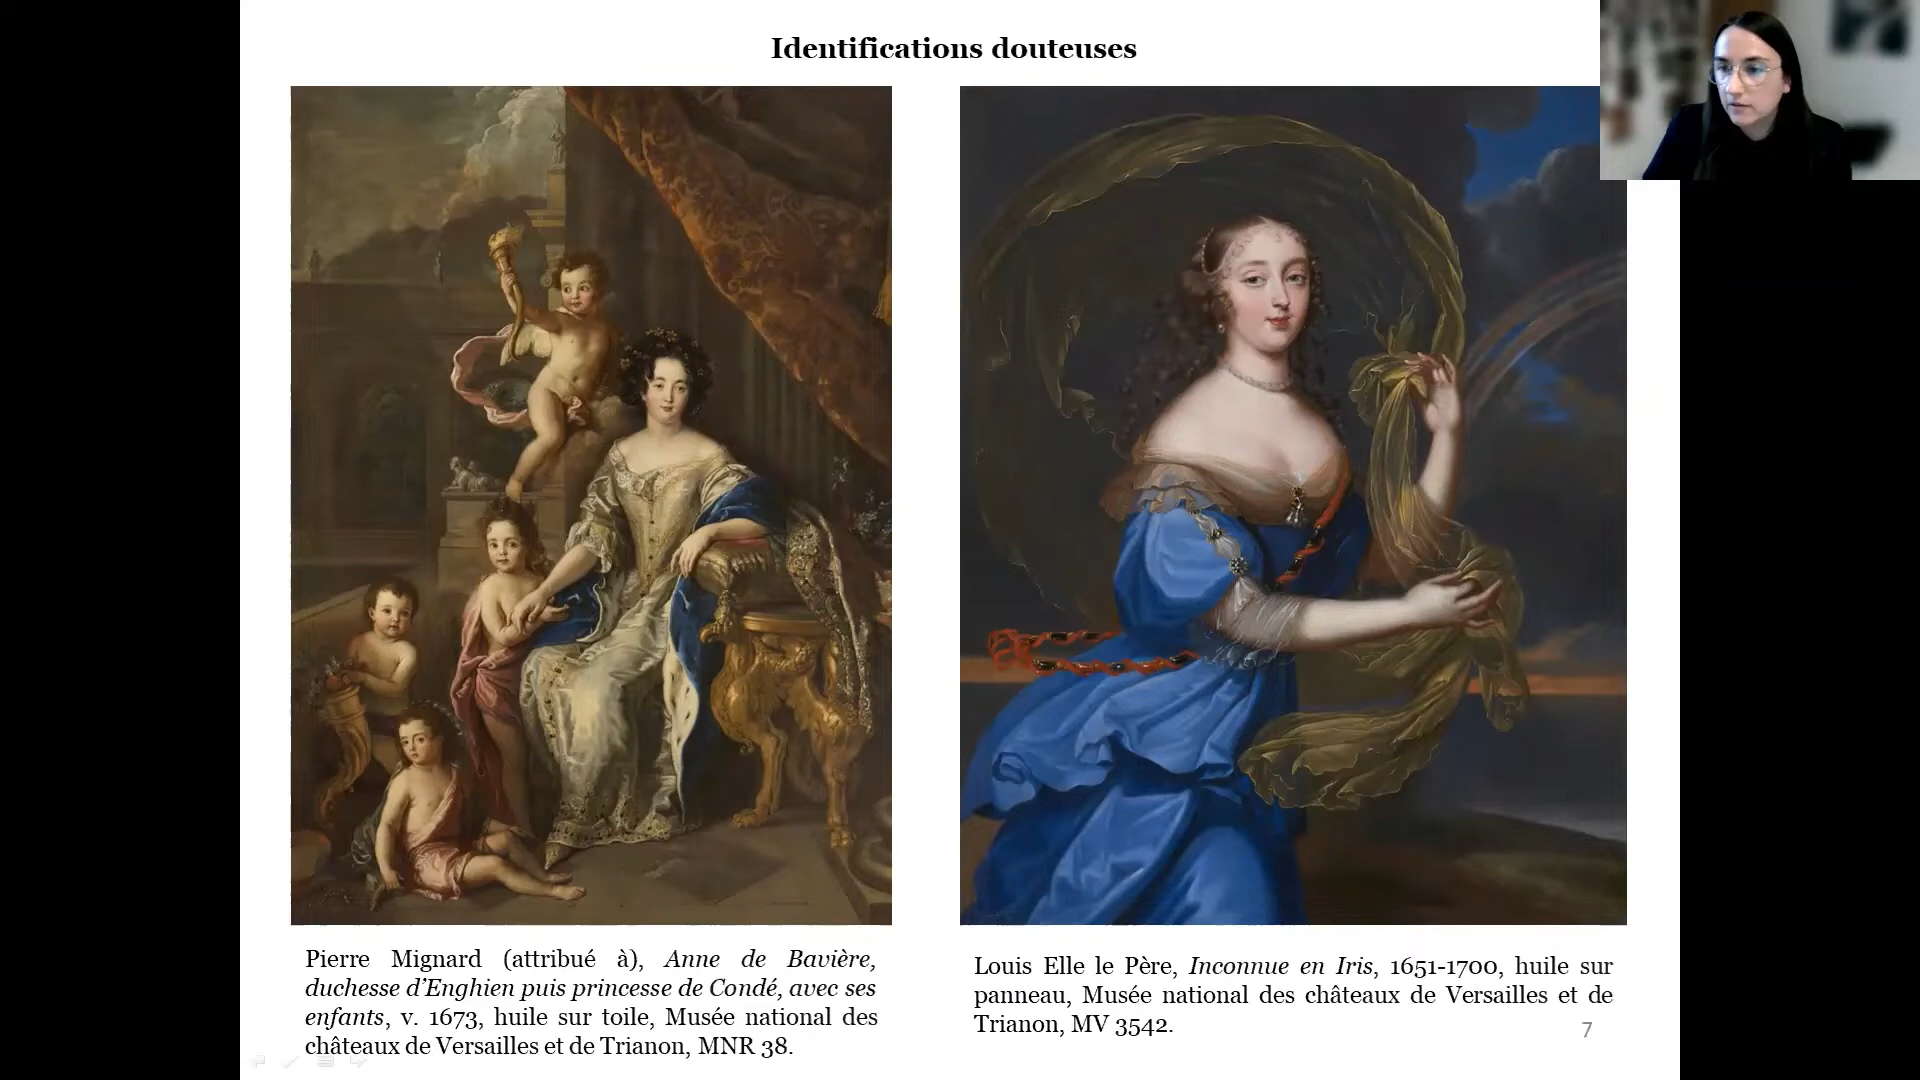 Identifications douteuses
Pierre Mignard (attribué à), Anne de Bavière,
duchesse d'Enghien puis princesse de Condé, avec ses
enfants, v. 1673, huile sur toile, Musée national des
châteaux de Versailles et de Trianon, MNR 38.
Louis Elle le Père, Inconnue en Iris, 1651-1700, huile sur
panneau, Musée national des châteaux de Versailles et de
Trianon, MV 3542.
7